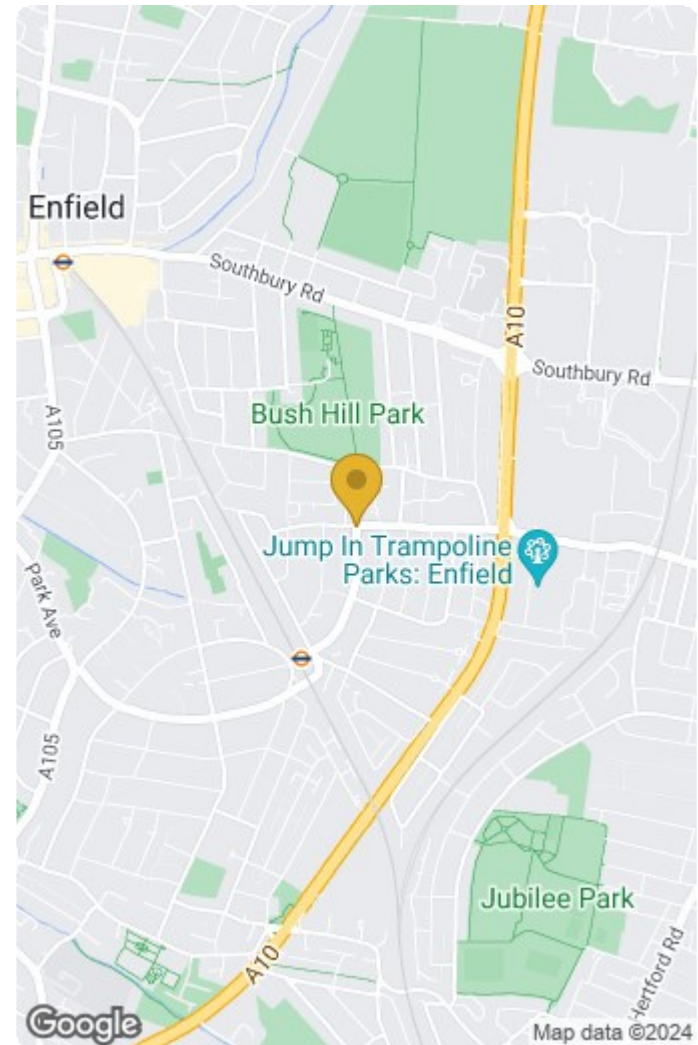 Enfield
Southbury Rd
A10
Southbury Rd
Bush Hill Park
A105
Jump In Trampoline
Parks: Enfield
Park Ave
A105
Jubilee Park
Hertford Rd
A10
Google
Map data ©2024